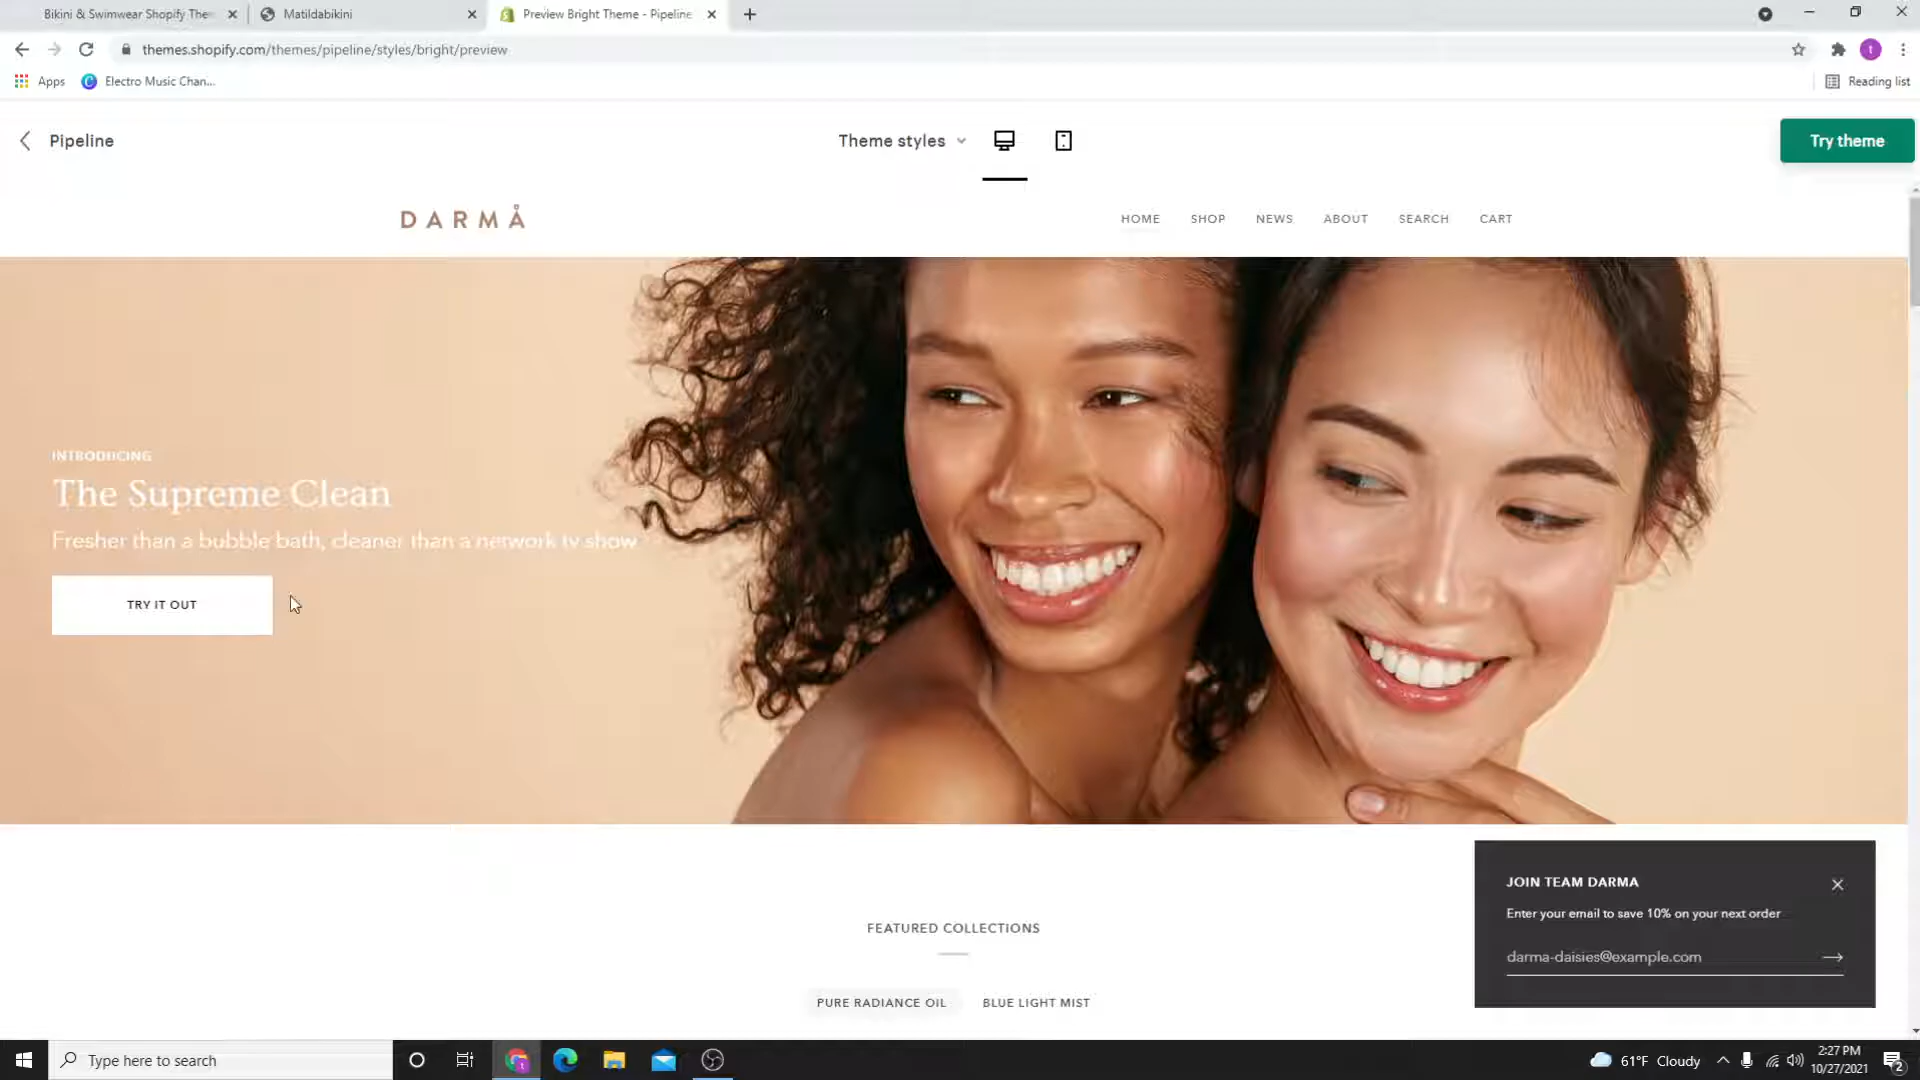 Bikini & Swimwear Shopify The
Matildabikini
Preview Bright Theme - Pipeline
themes.shopify.com/themes/pipeline/styles/bright/preview
t
Apps
Electro Music Chan...
Reading list
Pipeline
Theme styles
Try theme
DARMÅ
HOME
SHOP
NEWS
ABOUT
SEARCH
CART
INTRODUCING
The Supreme Clean
Fresher than a bubble bath, cleaner than a network tv show
TRY IT OUT
JOIN TEAM DARMA
Enter your email to save 10% on your next order
darma-daisies@example.com
FEATURED COLLECTIONS
PURE RADIANCE OIL
BLUE LIGHT MIST
Type here to search
61°F Cloudy
2:27 PM
10/27/2021
2